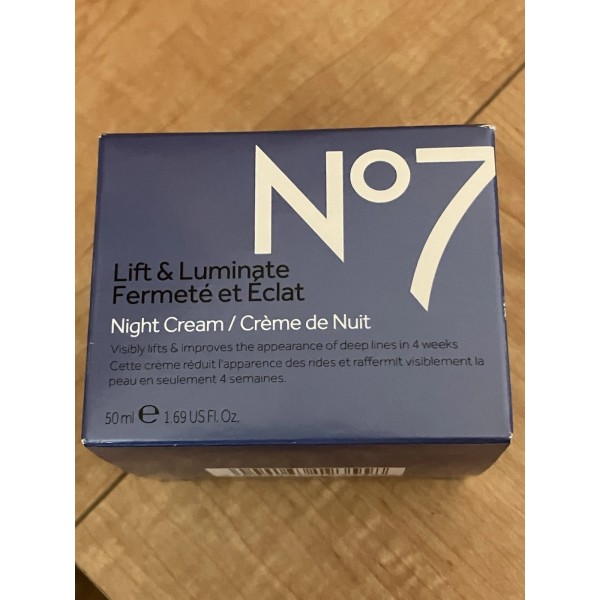 No7
Lift & Luminate
Fermeté et Éclat
Night Cream / Crème de Nuit
Visibly lifts & improves the appearance of deep lines in 4 weeks
Cette crème réduit l'apparence des rides et raffermit visiblement la
peau en seulement 4 semaines.
50 ml ℮ 1.69 US Fl. Oz.